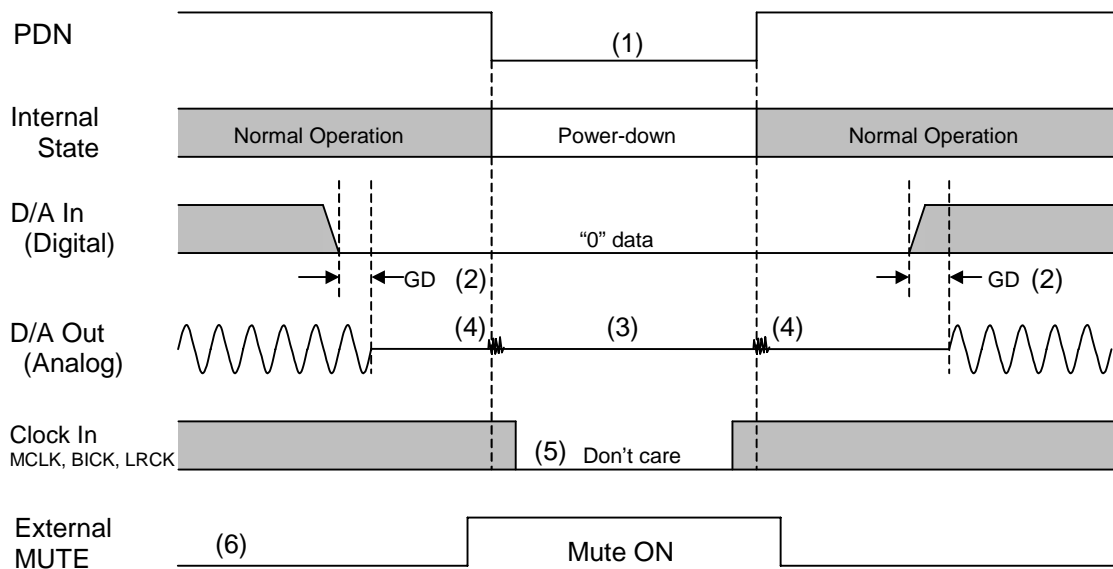 PDN
(1)
Internal
State
Normal Operation
Power-down
Normal Operation
D/A In
(Digital)
“0” data
GD (2)
GD (2)
D/A Out
(Analog)
(4)
(3)
(4)
Clock In
MCLK, BICK, LRCK
(5) Don't care
External
MUTE
(6)
Mute ON